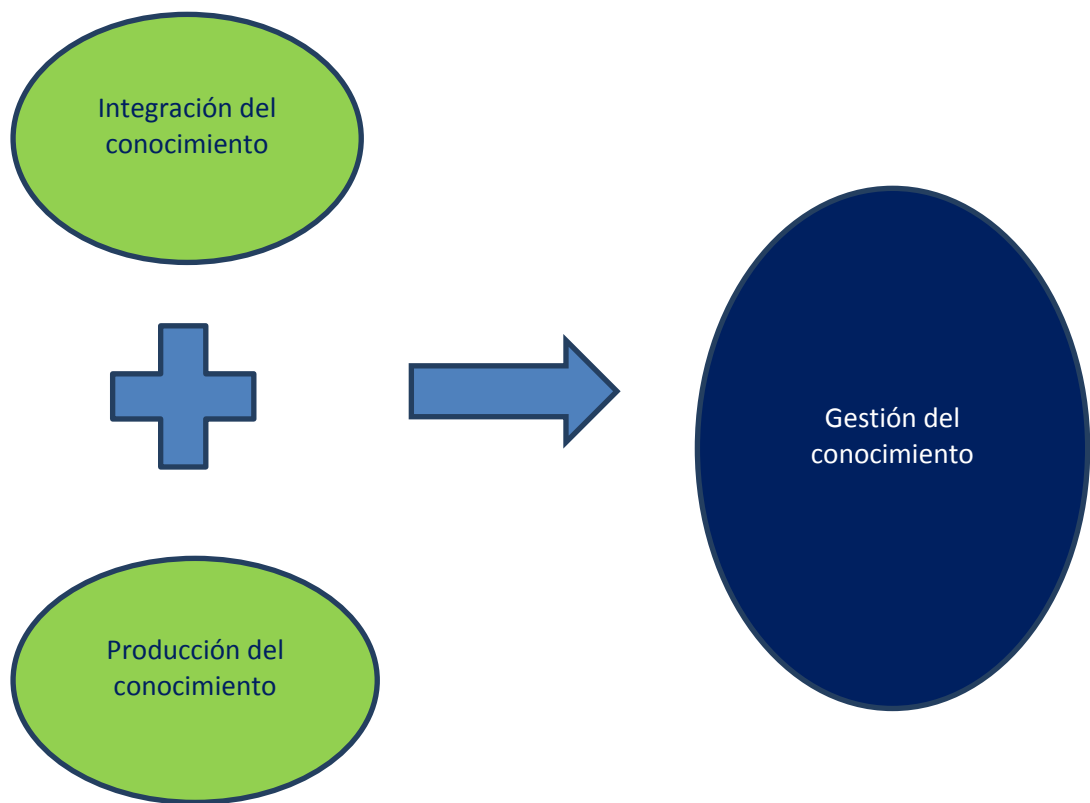 Integración del
conocimiento
Gestión del
conocimiento
Producción del
conocimiento